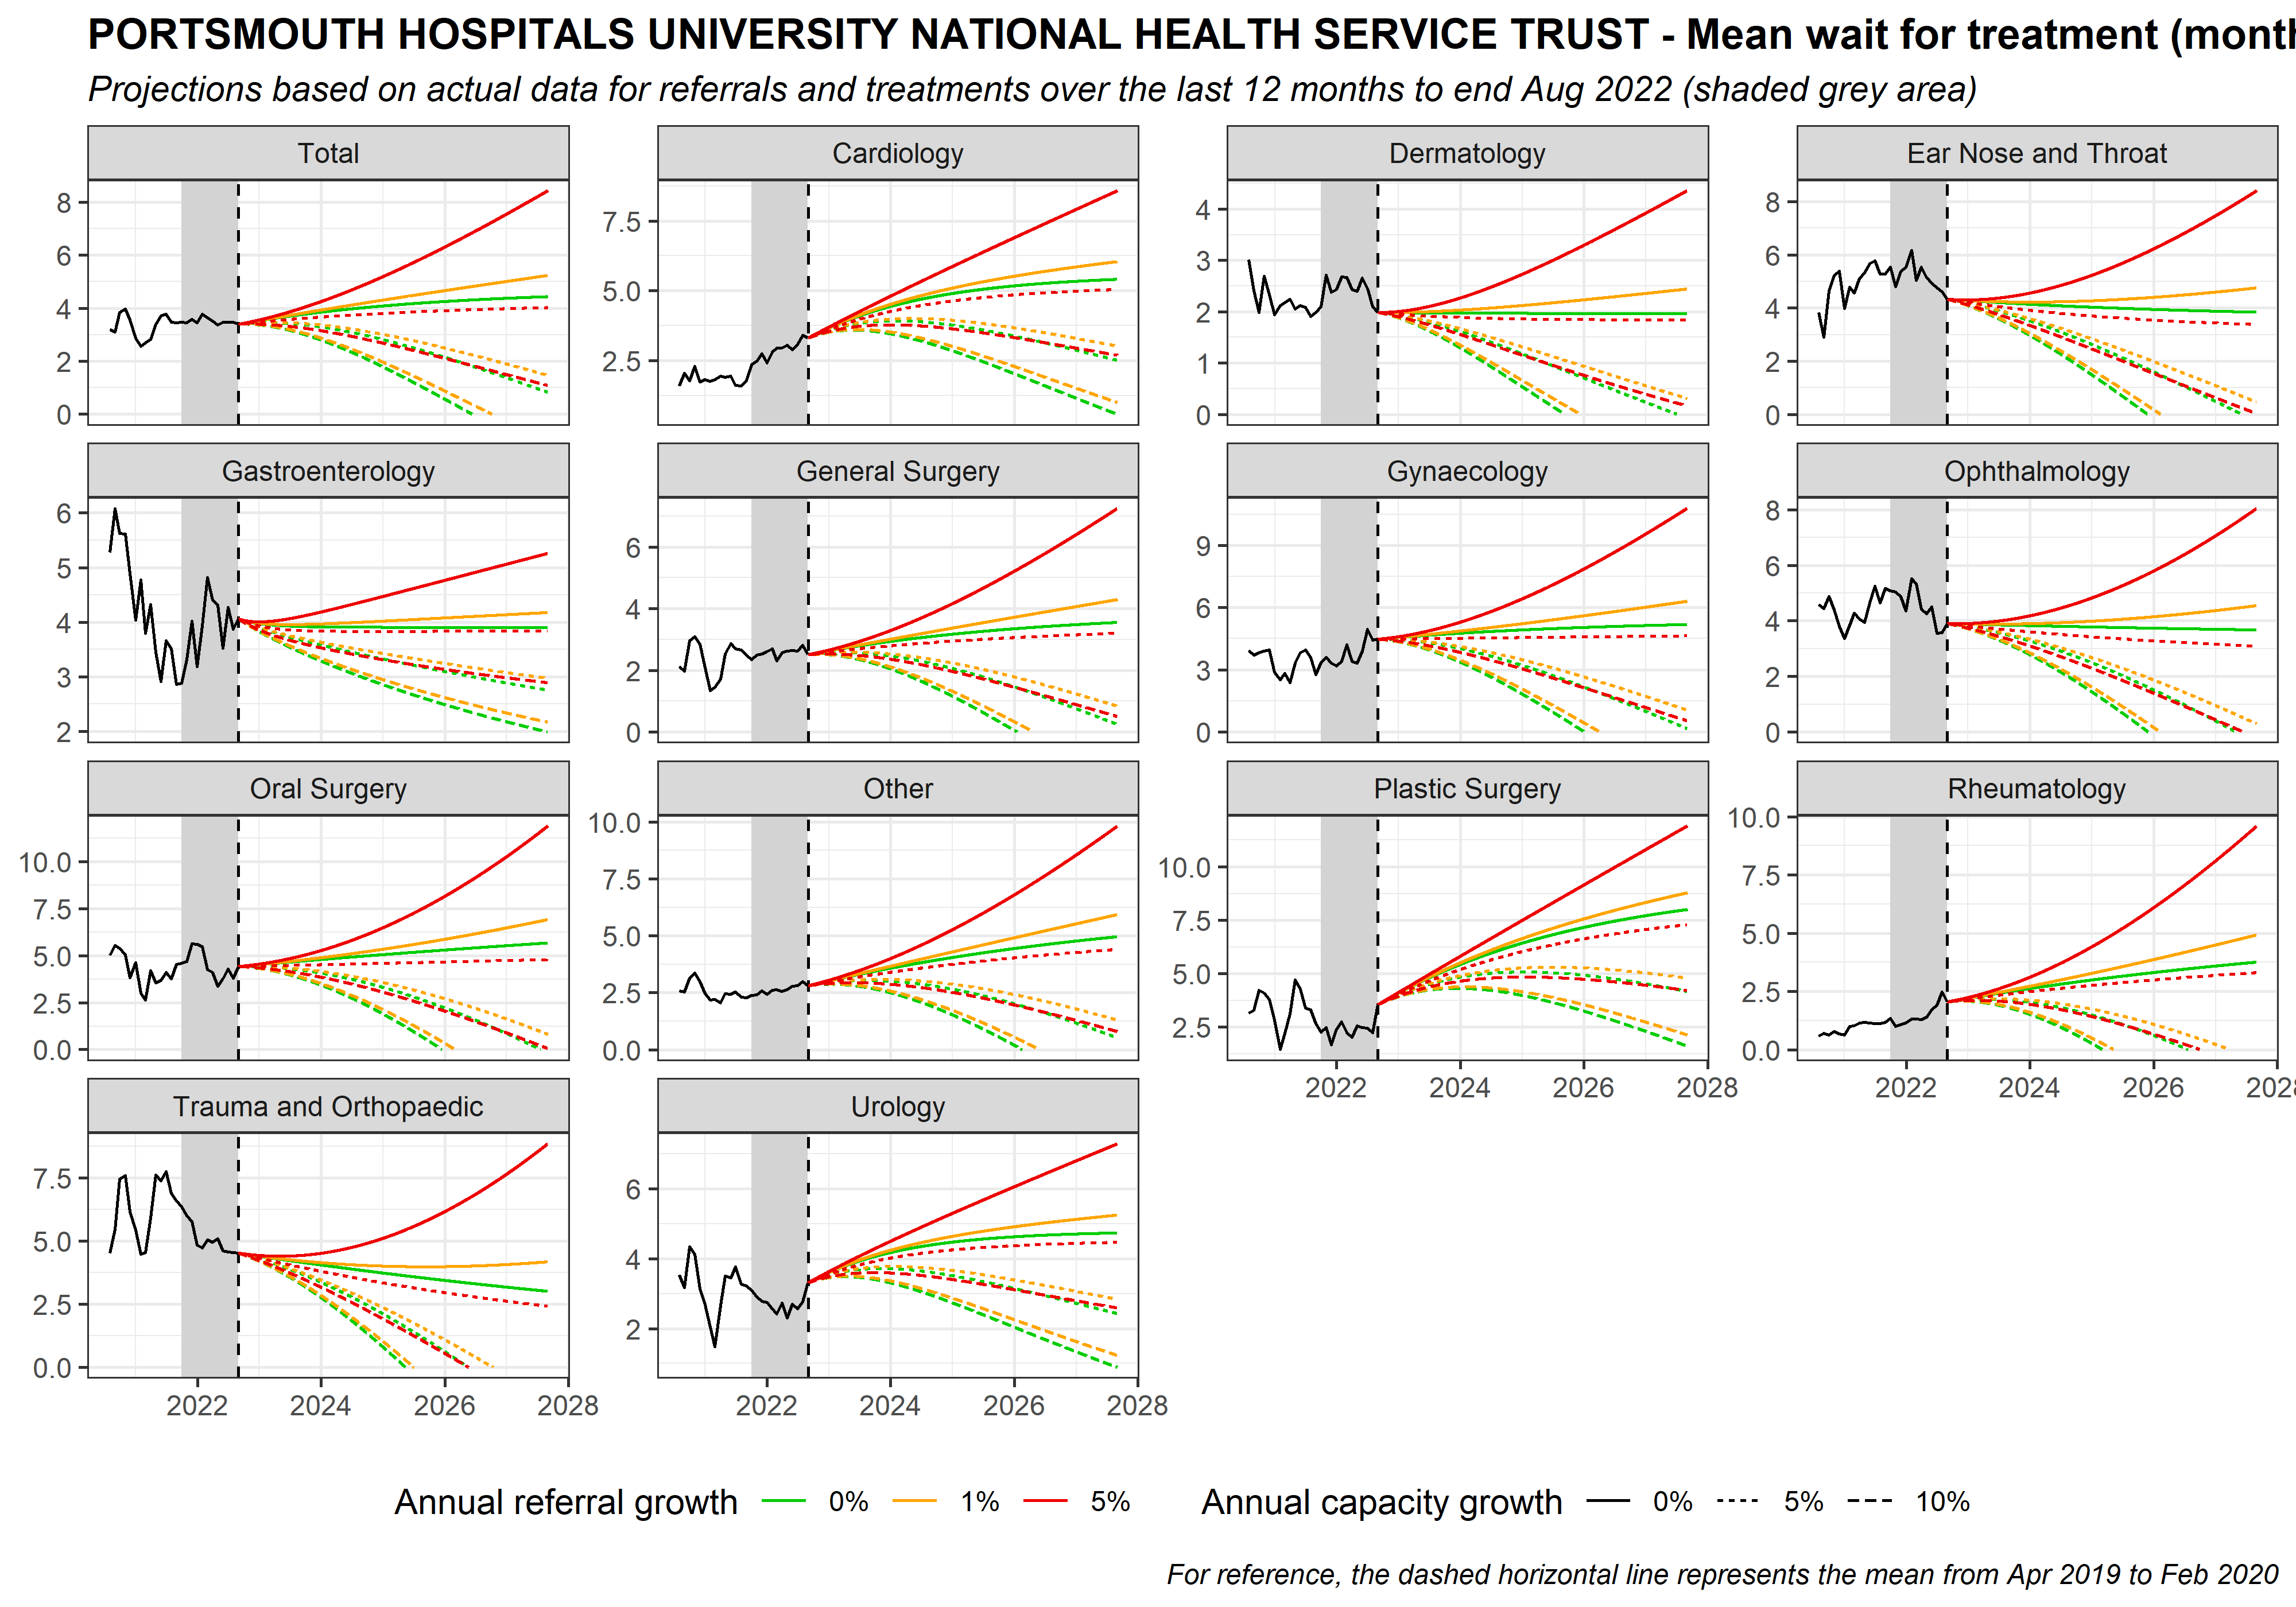 PORTSMOUTH HOSPITALS UNIVERSITY NATIONAL HEALTH SERVICE TRUST - Mean wait for treatment (month
Projections based on actual data for referrals and treatments over the last 12 months to end Aug 2022 (shaded grey area)
Total
Cardiology
Dermatology
Ear Nose and Throat
8
6
4
2
0
7.5
5.0
2.5
4
3
2
1
0
8
6
4
2
0
Gastroenterology
General Surgery
Gynaecology
Ophthalmology
6
5
4
3
2
6
4
2
0
9
6
3
0
8
6
4
2
0
Oral Surgery
Other
Plastic Surgery
Rheumatology
10.0
7.5
5.0
2.5
0.0
10.0
7.5
5.0
2.5
0.0
10.0
7.5
5.0
2.5
10.0
7.5
5.0
2.5
0.0
2022 2024 2026 2028
2022 2024 2026 2028
Trauma and Orthopaedic
Urology
7.5
5.0
2.5
0.0
6
4
2
2022 2024 2026 2028
2022 2024 2026 2028
Annual referral growth 0% 1% 5%
Annual capacity growth 0% 5% 10%
For reference, the dashed horizontal line represents the mean from Apr 2019 to Feb 2020